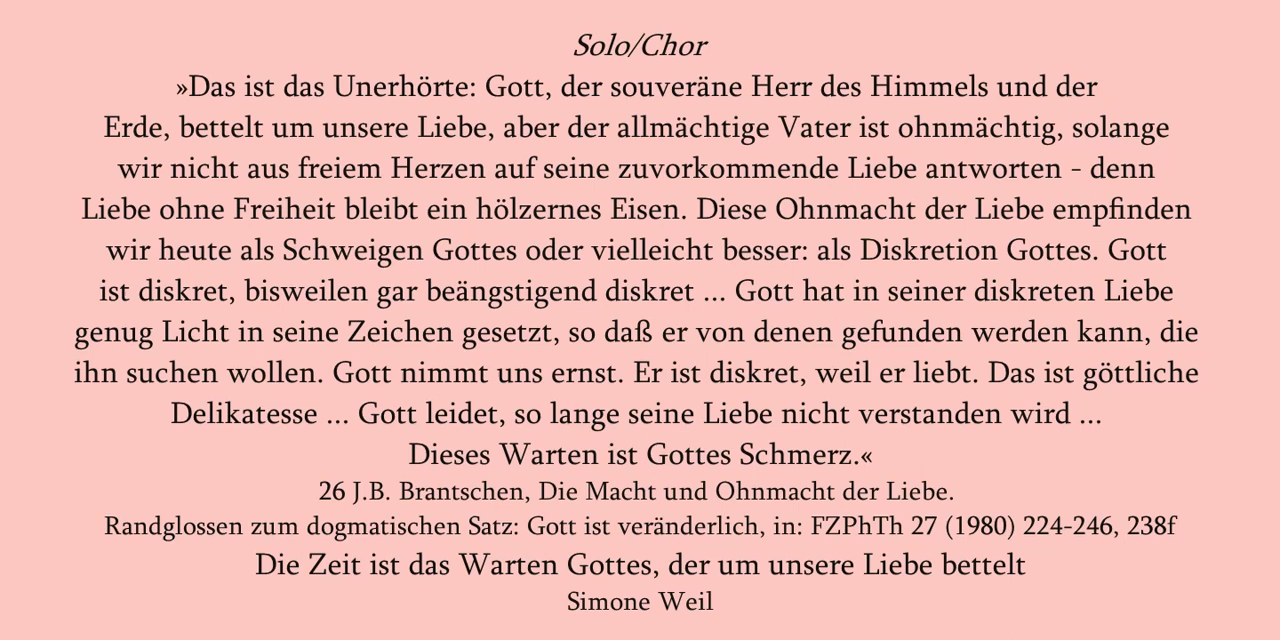 Solo/Chor
»Das ist das Unerhörte: Gott, der souveräne Herr des Himmels und der
Erde, bettelt um unsere Liebe, aber der allmächtige Vater ist ohnmächtig, solange
wir nicht aus freiem Herzen auf seine zuvorkommende Liebe antworten - denn
Liebe ohne Freiheit bleibt ein hölzernes Eisen. Diese Ohnmacht der Liebe empfinden
wir heute als Schweigen Gottes oder vielleicht besser: als Diskretion Gottes. Gott
ist diskret, bisweilen gar beängstigend diskret ... Gott hat in seiner diskreten Liebe
genug Licht in seine Zeichen gesetzt, so daß er von denen gefunden werden kann, die
ihn suchen wollen. Gott nimmt uns ernst. Er ist diskret, weil er liebt. Das ist göttliche
Delikatesse ... Gott leidet, so lange seine Liebe nicht verstanden wird ...
Dieses Warten ist Gottes Schmerz.«
26 J.B. Brantschen, Die Macht und Ohnmacht der Liebe.
Randglossen zum dogmatischen Satz: Gott ist veränderlich, in: FZPhTh 27 (1980) 224-246, 238f
Die Zeit ist das Warten Gottes, der um unsere Liebe bettelt
Simone Weil